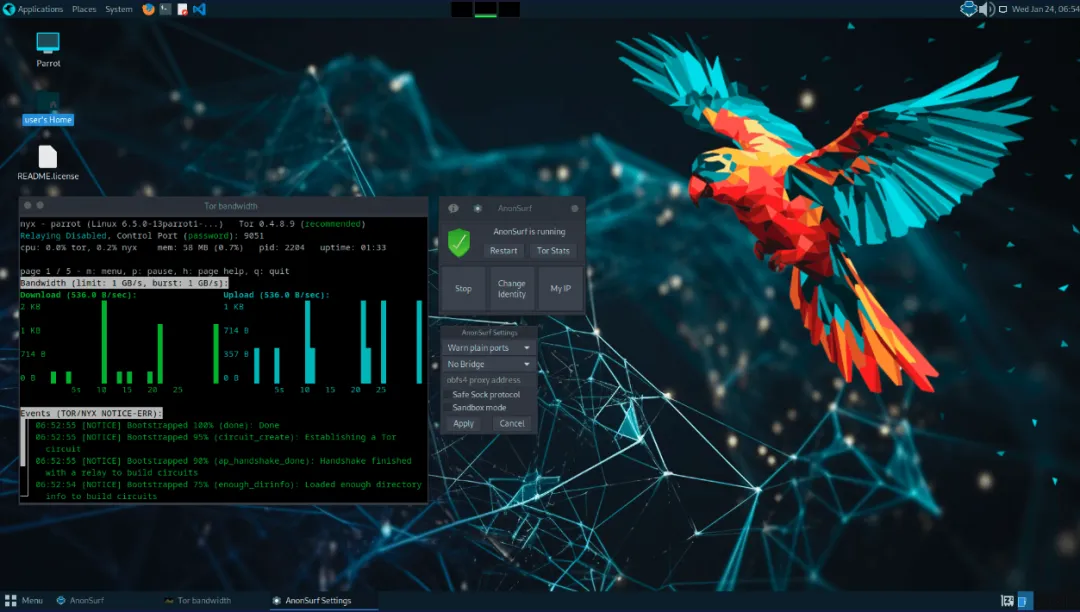 Applications Places System
Wed Jan 24, 06:54
Parrot
user's Home
README.license
Tor bandwidth
nyx - parrot (Linux 6.5.0-13parrot1-...) Tor 0.4.8.9 (recommended)
Relaying Disabled, Control Port (password): 9051
cpu: 0.0% tor, 0.2% nyx mem: 58 MB (0.7%) pid: 2204 uptime: 01:33
page 1 / 5 - m: menu, p: pause, h: page help, q: quit
Bandwidth (limit: 1 GB/s, burst: 1 GB/s):
Download (536.0 B/sec): Upload (536.0 B/sec):
2 KB 1 KB
1 KB 714 B
714 B 357 B
0 B 0 B
5s 10 15 20 25 5s 10 15 20 25
Events (TOR/NYX NOTICE-ERR):
06:52:55 [NOTICE] Bootstrapped 100% (done): Done
06:52:55 [NOTICE] Bootstrapped 95% (circuit_create): Establishing a Tor
circuit
06:52:55 [NOTICE] Bootstrapped 90% (ap_handshake_done): Handshake finished
with a relay to build circuits
06:52:54 [NOTICE] Bootstrapped 75% (enough_dirinfo): Loaded enough directory
info to build circuits
AnonSurf
AnonSurf is running
Restart Tor Stats
Stop Change Identity My IP
AnonSurf Settings
Warn plain ports
No Bridge
obfs4 proxy address.
Safe Sock protocol
Sandbox mode
Apply Cancel
Menu AnonSurf Tor bandwidth AnonSurf Settings